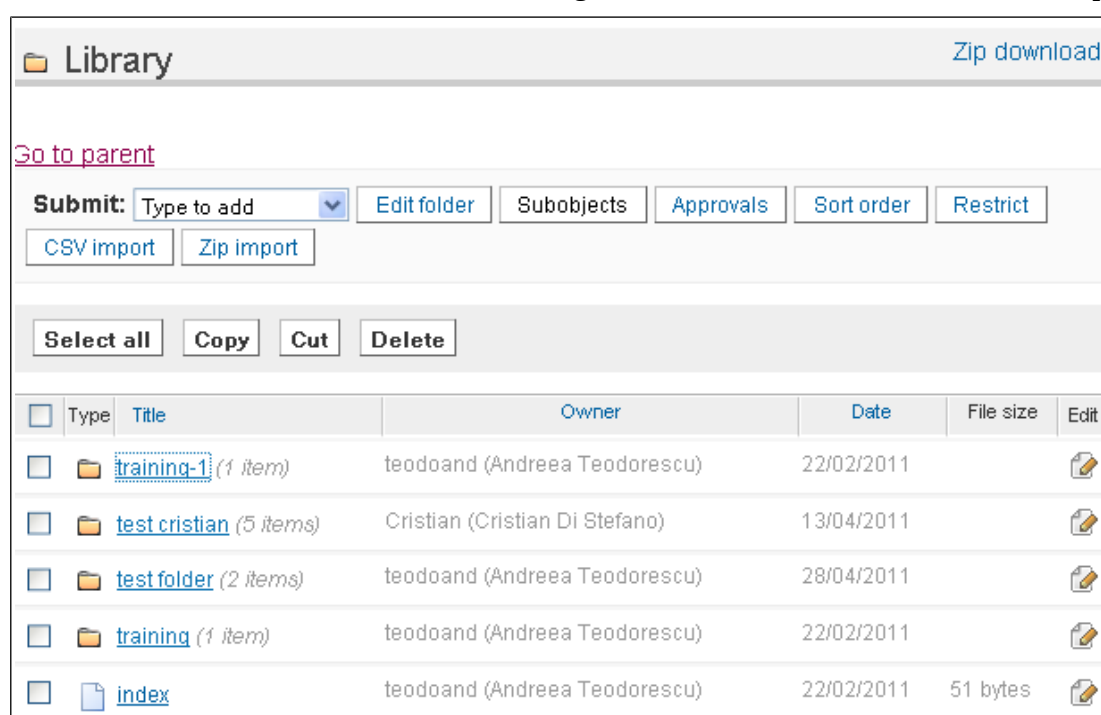 Library Zip download
Go to parent
Submit: Type to add Edit folder Subobjects Approvals Sort order Restrict
CSV import Zip import
Select all Copy Cut Delete
Type Title Owner Date File size Edit
training-1 (1 item) teodoand (Andreea Teodorescu) 22/02/2011
test cristian (5 items) Cristian (Cristian Di Stefano) 13/04/2011
test folder (2 items) teodoand (Andreea Teodorescu) 28/04/2011
training (1 item) teodoand (Andreea Teodorescu) 22/02/2011
index teodoand (Andreea Teodorescu) 22/02/2011 51 bytes